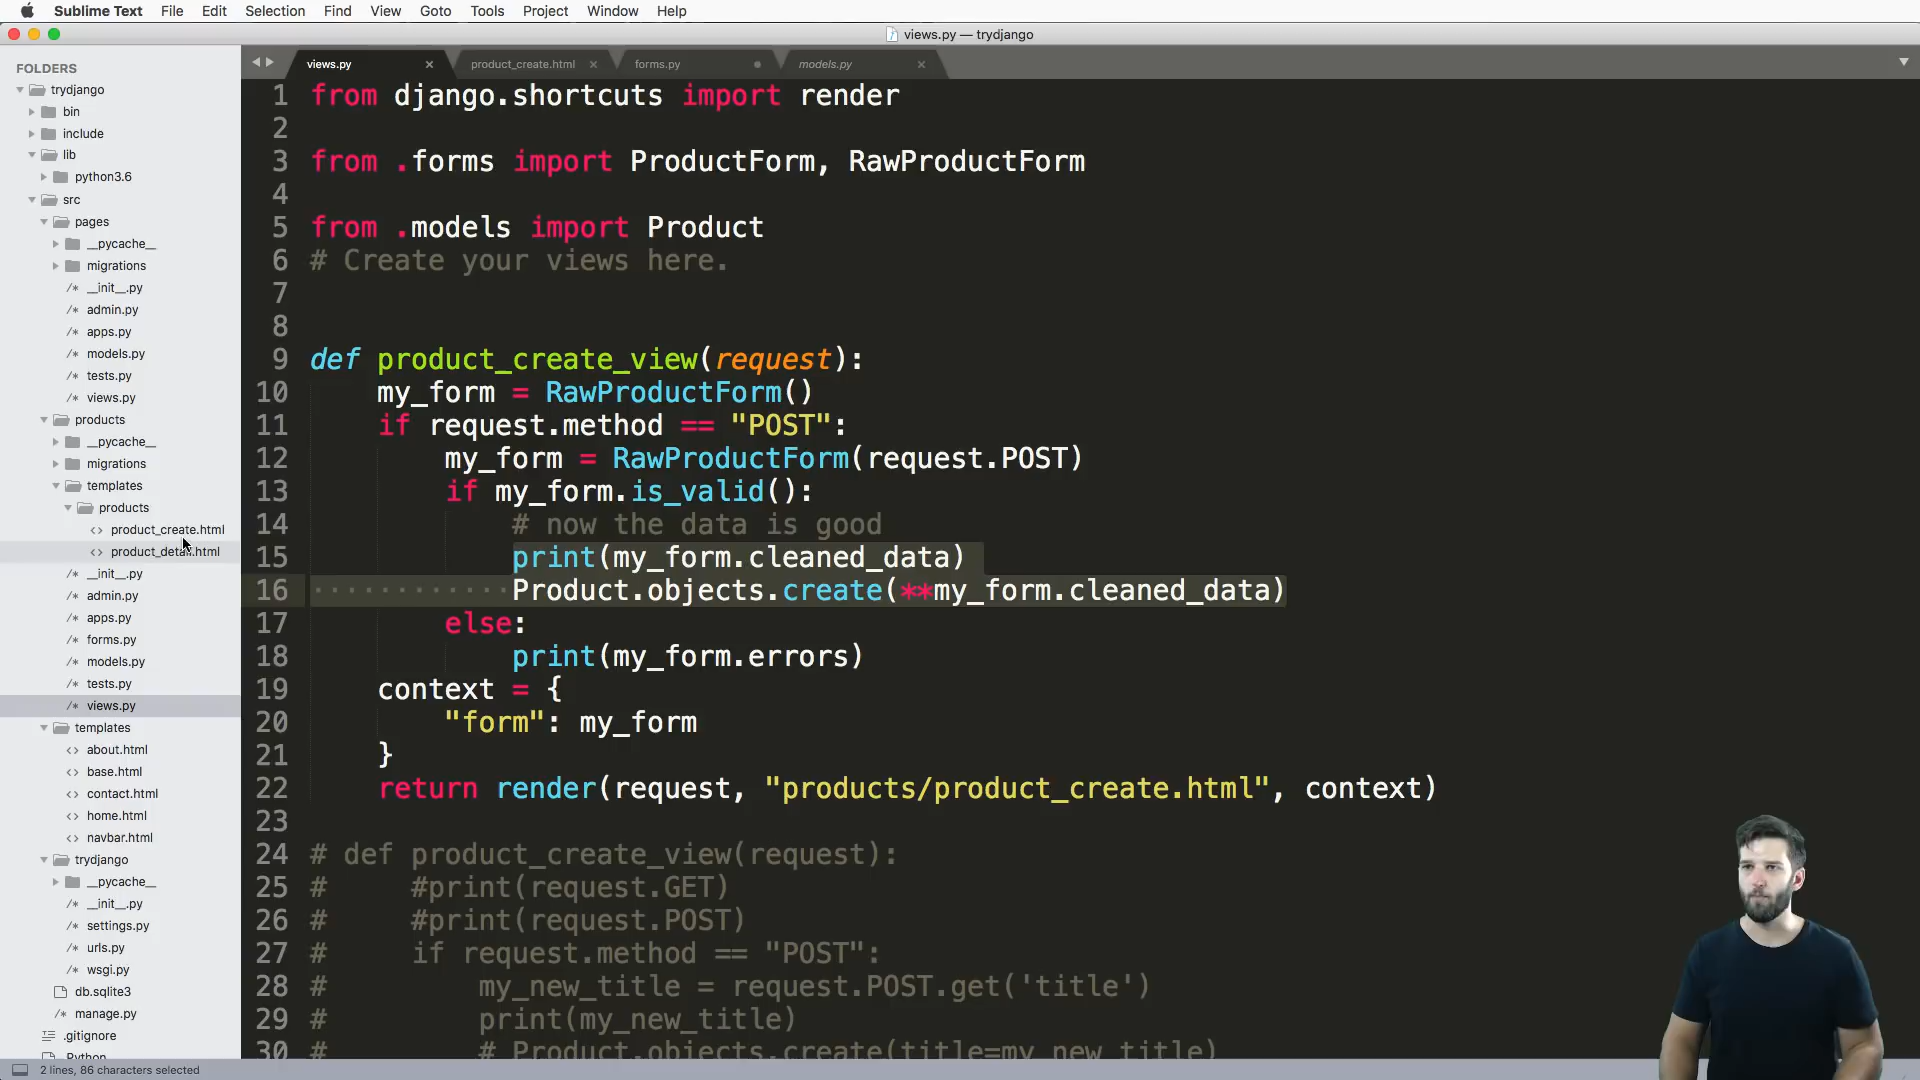 Sublime Text File Edit Selection Find View Goto Tools Project Window Help
views.py — trydjango
FOLDERS
trydjango
bin
include
lib
python3.6
src
pages
__pycache__
migrations
__init__.py
admin.py
apps.py
models.py
tests.py
views.py
products
__pycache__
migrations
templates
products
product_create.html
product_detail.html
__init__.py
admin.py
apps.py
forms.py
models.py
tests.py
views.py
templates
about.html
base.html
contact.html
home.html
navbar.html
trydjango
__pycache__
__init__.py
settings.py
urls.py
wsgi.py
db.sqlite3
manage.py
.gitignore
Python
views.py product_create.html forms.py models.py
1 from django.shortcuts import render
2
3 from .forms import ProductForm, RawProductForm
4
5 from .models import Product
6 # Create your views here.
7
8
9 def product_create_view(request):
10 my_form = RawProductForm()
11 if request.method == "POST":
12 my_form = RawProductForm(request.POST)
13 if my_form.is_valid():
14 # now the data is good
15 print(my_form.cleaned_data)
16 Product.objects.create(**my_form.cleaned_data)
17 else:
18 print(my_form.errors)
19 context = {
20 "form": my_form
21 }
22 return render(request, "products/product_create.html", context)
23
24 # def product_create_view(request):
25 # #print(request.GET)
26 # #print(request.POST)
27 # if request.method == "POST":
28 # my_new_title = request.POST.get('title')
29 # print(my_new_title)
30 # # Product.objects.create(title=my_new_title)
2 lines, 86 characters selected